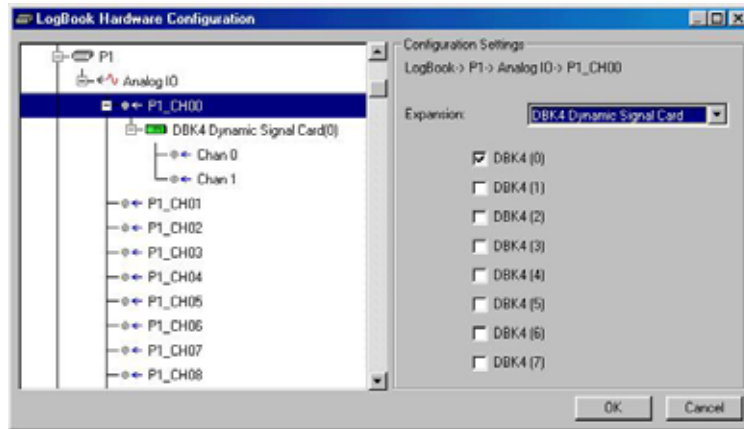 LogBook Hardware Configuration
P1
Analog IO
P1_CH00
DBK4 Dynamic Signal Card(0)
Chan 0
Chan 1
P1_CH01
P1_CH02
P1_CH03
P1_CH04
P1_CH05
P1_CH06
P1_CH07
P1_CH08
Configuration Settings
LogBook-> P1-> Analog IO-> P1_CH00
Expansion:
DBK4 Dynamic Signal Card
DBK4 (0)
DBK4 (1)
DBK4 (2)
DBK4 (3)
DBK4 (4)
DBK4 (5)
DBK4 (6)
DBK4 (7)
OK
Cancel